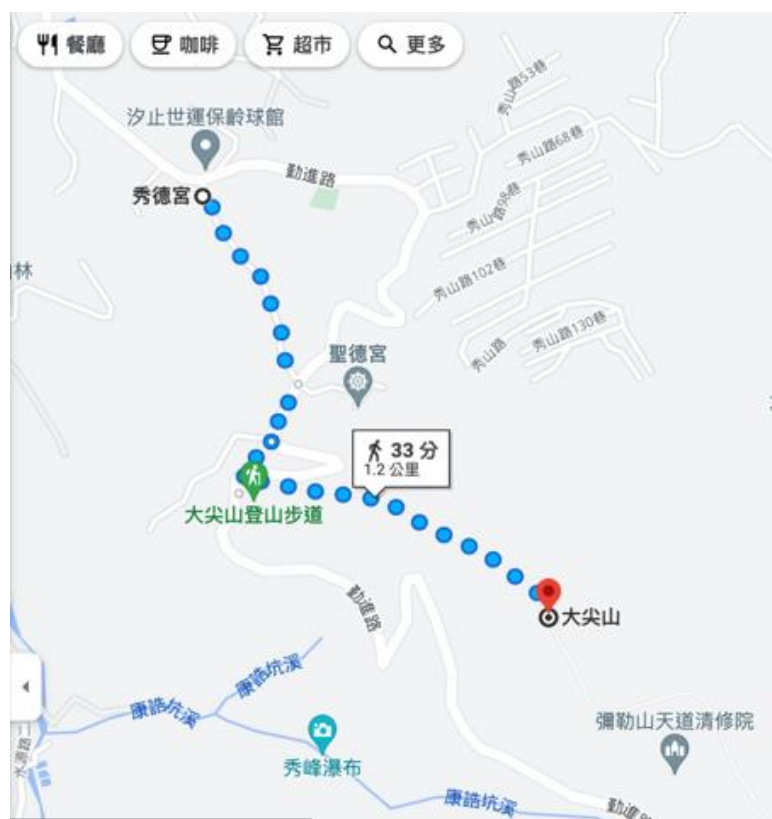 餐廳
咖啡
超市
更多
秀山路53巷
汐止世運保齡球館
秀山路68巷
勤進路
秀德宮
秀山路98巷
林
秀山路102巷
秀山路130巷
聖德宮
秀山路
33 分
1.2 公里
大尖山登山步道
勤進路
大尖山
康誥坑溪
康誥坑溪
彌勒山天道清修院
水源路二
秀峰瀑布
康誥坑溪
勤進路